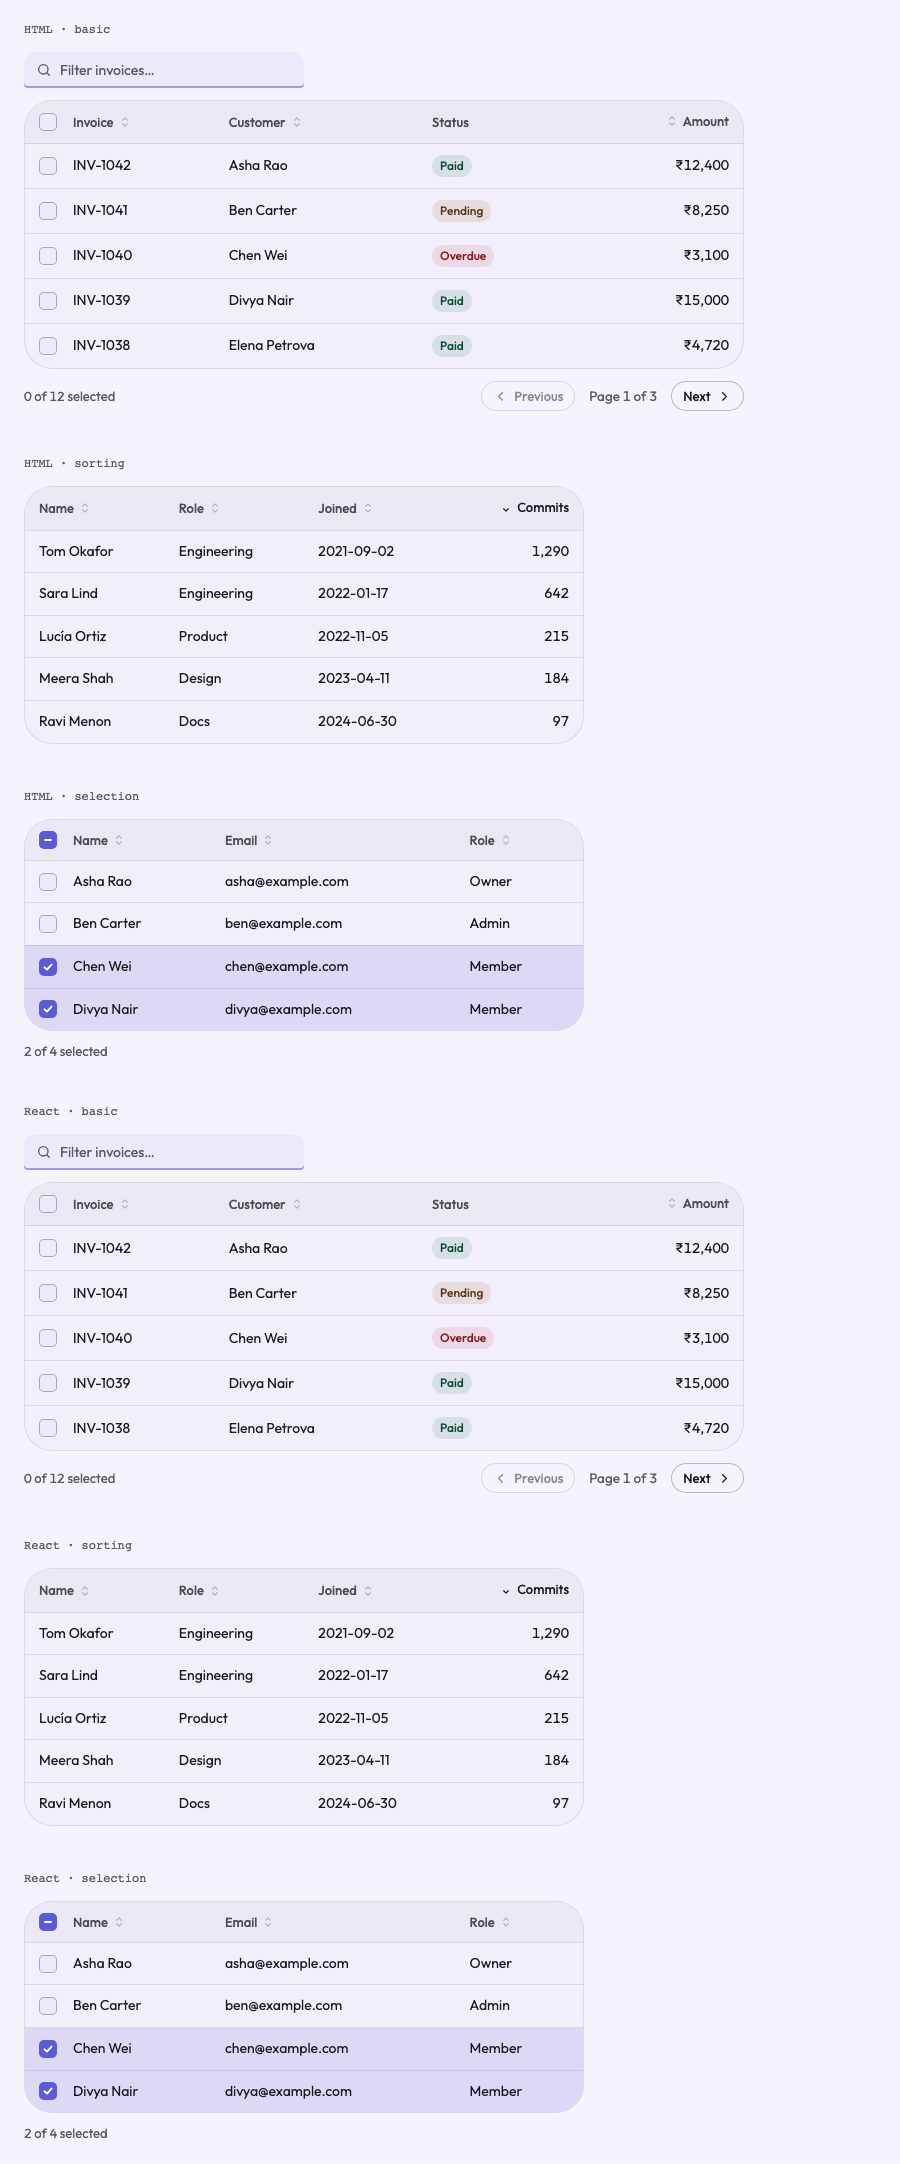 HTML • basic
Filter invoices…
Invoice Customer Status Amount
INV-1042 Asha Rao Paid ₹12,400
INV-1041 Ben Carter Pending ₹8,250
INV-1040 Chen Wei Overdue ₹3,100
INV-1039 Divya Nair Paid ₹15,000
INV-1038 Elena Petrova Paid ₹4,720
0 of 12 selected Previous Page 1 of 3 Next
HTML • sorting
Name Role Joined Commits
Tom Okafor Engineering 2021-09-02 1,290
Sara Lind Engineering 2022-01-17 642
Lucía Ortiz Product 2022-11-05 215
Meera Shah Design 2023-04-11 184
Ravi Menon Docs 2024-06-30 97
HTML • selection
Name Email Role
Asha Rao asha@example.com Owner
Ben Carter ben@example.com Admin
Chen Wei chen@example.com Member
Divya Nair divya@example.com Member
2 of 4 selected
React • basic
Filter invoices…
Invoice Customer Status Amount
INV-1042 Asha Rao Paid ₹12,400
INV-1041 Ben Carter Pending ₹8,250
INV-1040 Chen Wei Overdue ₹3,100
INV-1039 Divya Nair Paid ₹15,000
INV-1038 Elena Petrova Paid ₹4,720
0 of 12 selected Previous Page 1 of 3 Next
React • sorting
Name Role Joined Commits
Tom Okafor Engineering 2021-09-02 1,290
Sara Lind Engineering 2022-01-17 642
Lucía Ortiz Product 2022-11-05 215
Meera Shah Design 2023-04-11 184
Ravi Menon Docs 2024-06-30 97
React • selection
Name Email Role
Asha Rao asha@example.com Owner
Ben Carter ben@example.com Admin
Chen Wei chen@example.com Member
Divya Nair divya@example.com Member
2 of 4 selected